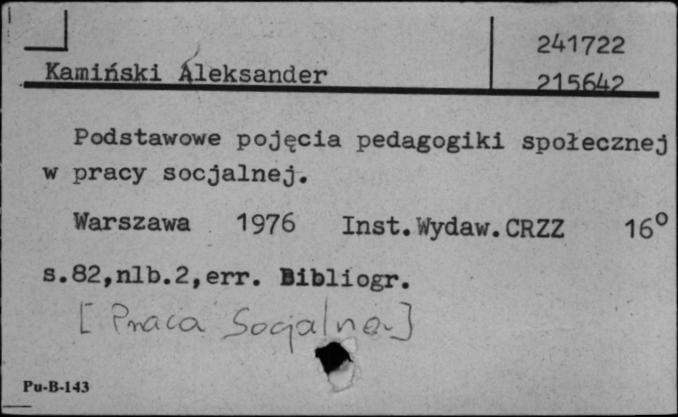 241722
Kamiński Aleksander
215642
Podstawowe pojęcia pedagogiki społecznej
w pracy socjalnej.
Warszawa 1976 Inst.Wydaw.CRZZ 16°
s.82,nlb.2,err. Bibliogr.
[Praca Socjalna]
Pu-B-143